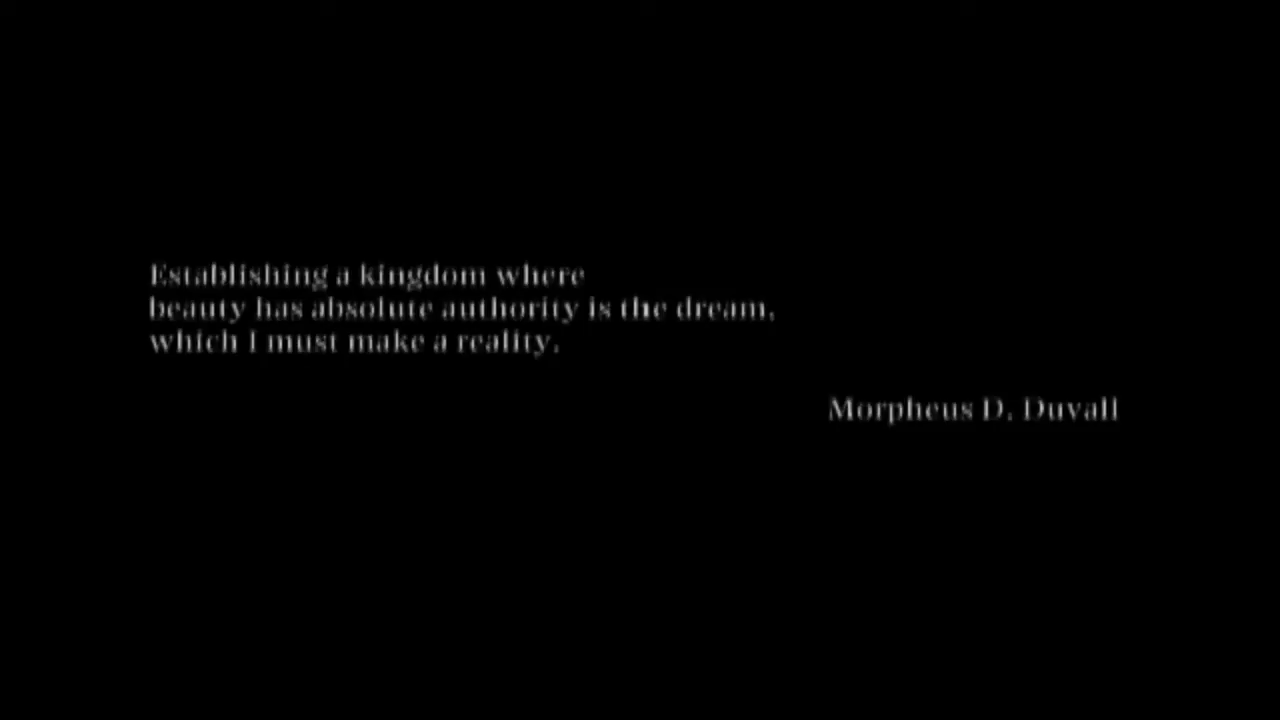 Establishing a kingdom where
beauty has absolute authority is the dream,
which I must make a reality.
Morpheus D. Duvall